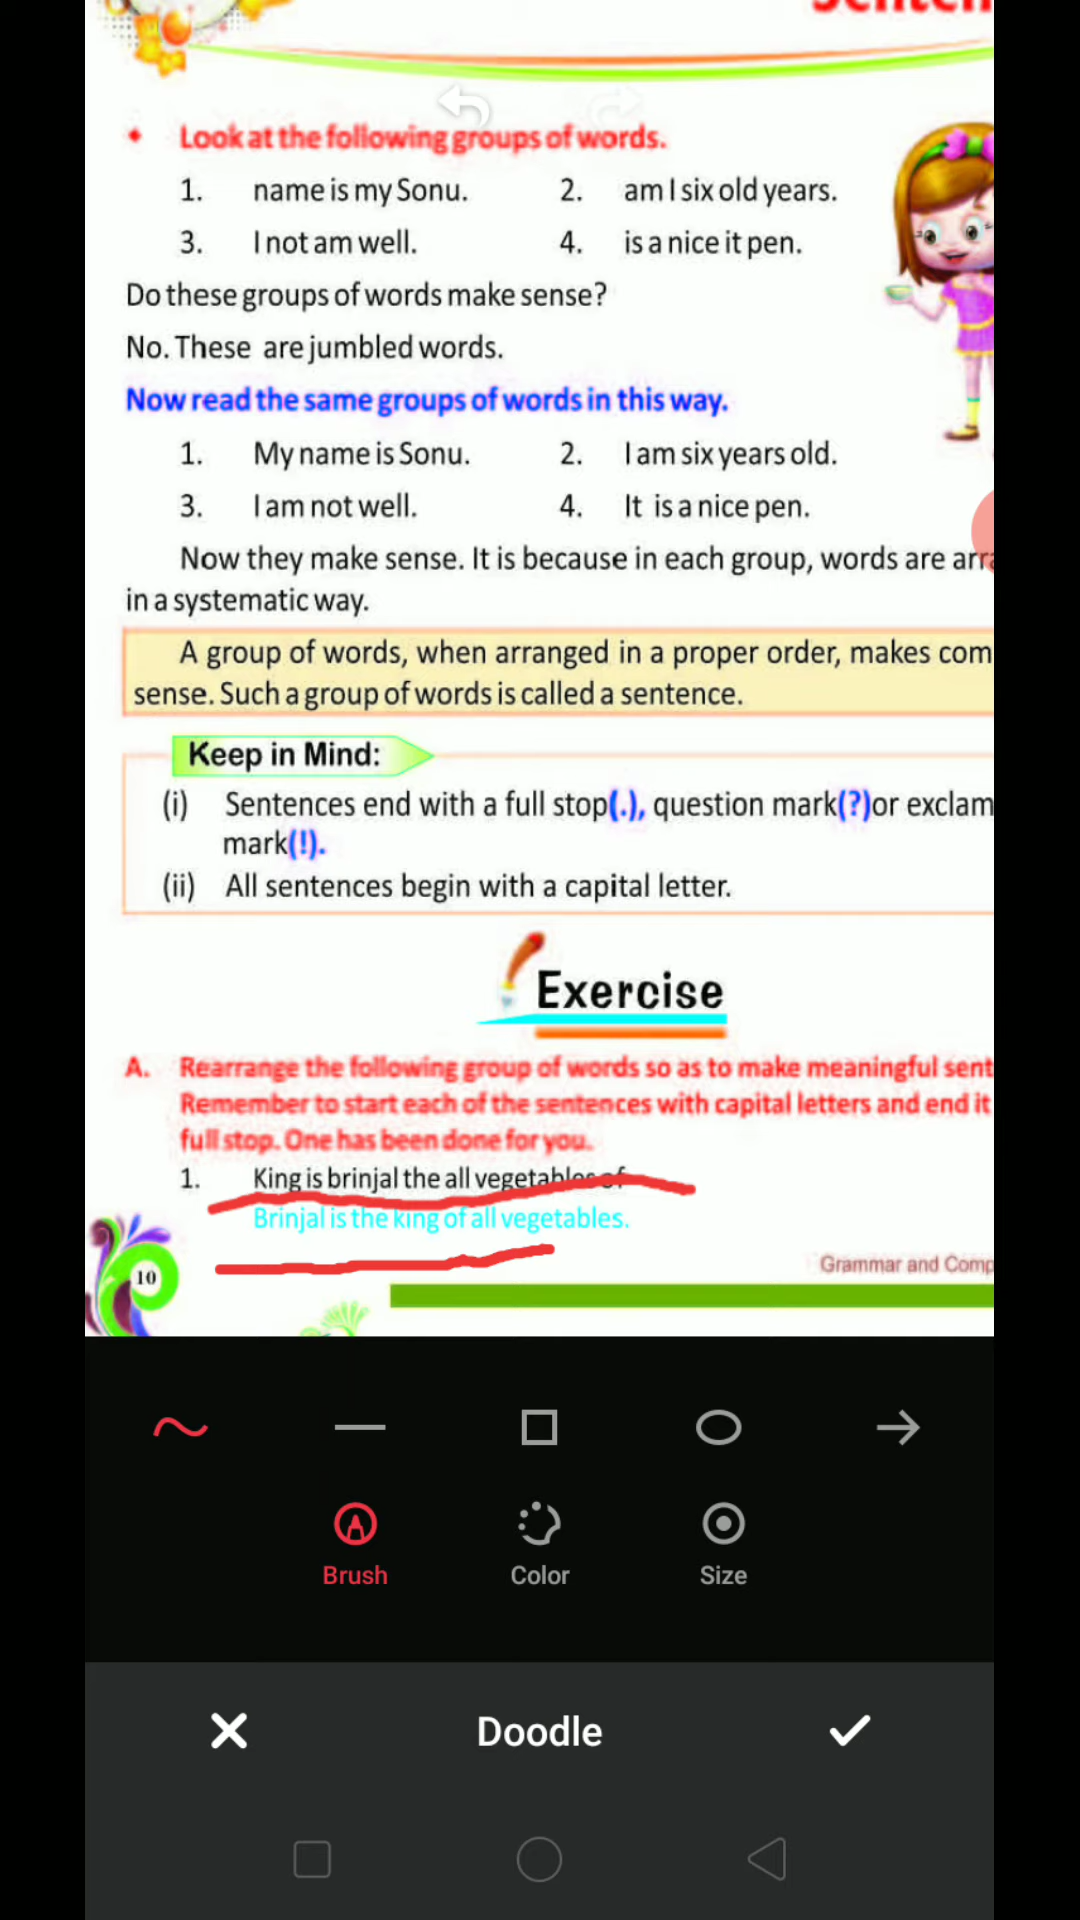 Look at the following groups of words.
1. name is my Sonu. 2. am I six old years.
3. I not am well. 4. is a nice it pen.
Do these groups of words make sense?
No. These are jumbled words.
Now read the same groups of words in this way.
1. My name is Sonu. 2. I am six years old.
3. I am not well. 4. It is a nice pen.
Now they make sense. It is because in each group, words are arra
in a systematic way.
A group of words, when arranged in a proper order, makes com
sense. Such a group of words is called a sentence.
Keep in Mind:
(i) Sentences end with a full stop(.), question mark(?)or exclam
mark(!).
(ii) All sentences begin with a capital letter.
Exercise
A. Rearrange the following group of words so as to make meaningful sent
Remember to start each of the sentences with capital letters and end it
full stop. One has been done for you.
1. King is brinjal the all vegetables of
Brinjal is the king of all vegetables.
Grammar and Comp
10
Brush Color Size
Doodle